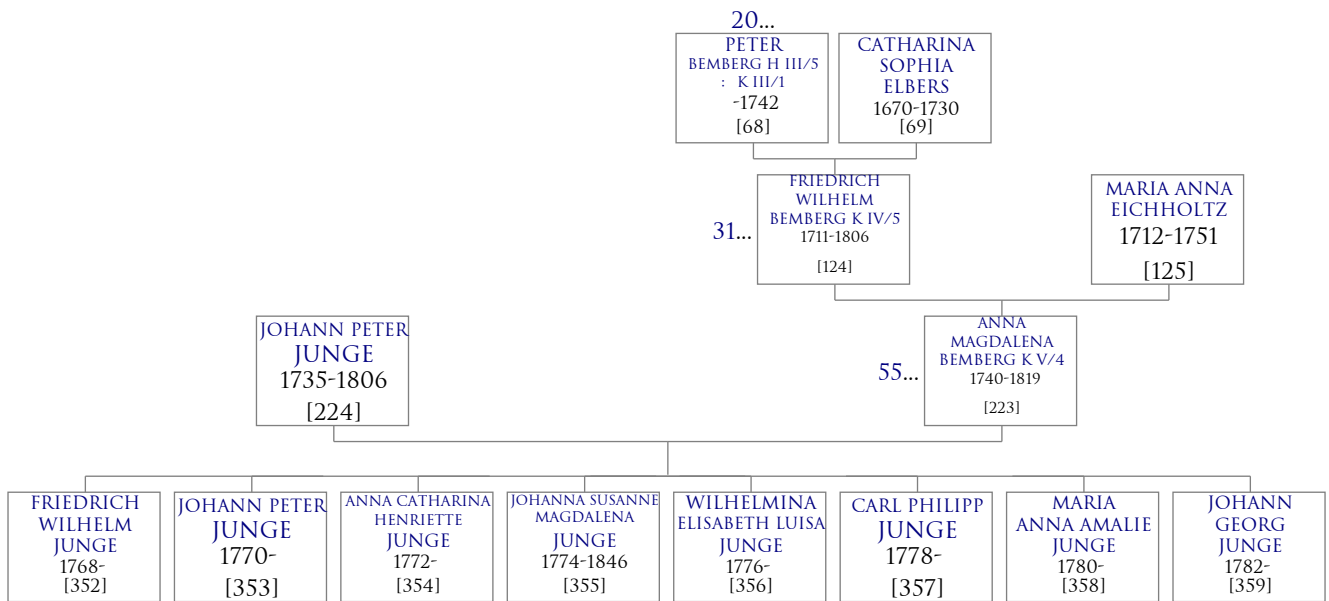 20...
PETER
BEMBERG H III/5
: K III/1
-1742
[68]
CATHARINA
SOPHIA
ELBERS
1670-1730
[69]
31...
FRIEDRICH
WILHELM
BEMBERG K IV/5
1711-1806
[124]
MARIA ANNA
EICHHOLTZ
1712-1751
[125]
JOHANN PETER
JUNGE
1735-1806
[224]
55...
ANNA
MAGDALENA
BEMBERG K V/4
1740-1819
[223]
FRIEDRICH
WILHELM
JUNGE
1768-
[352]
JOHANN PETER
JUNGE
1770-
[353]
ANNA CATHARINA
HENRIETTE
JUNGE
1772-
[354]
JOHANNA SUSANNE
MAGDALENA
JUNGE
1774-1846
[355]
WILHELMINA
ELISABETH LUISA
JUNGE
1776-
[356]
CARL PHILIPP
JUNGE
1778-
[357]
MARIA
ANNA AMALIE
JUNGE
1780-
[358]
JOHANN
GEORG
JUNGE
1782-
[359]